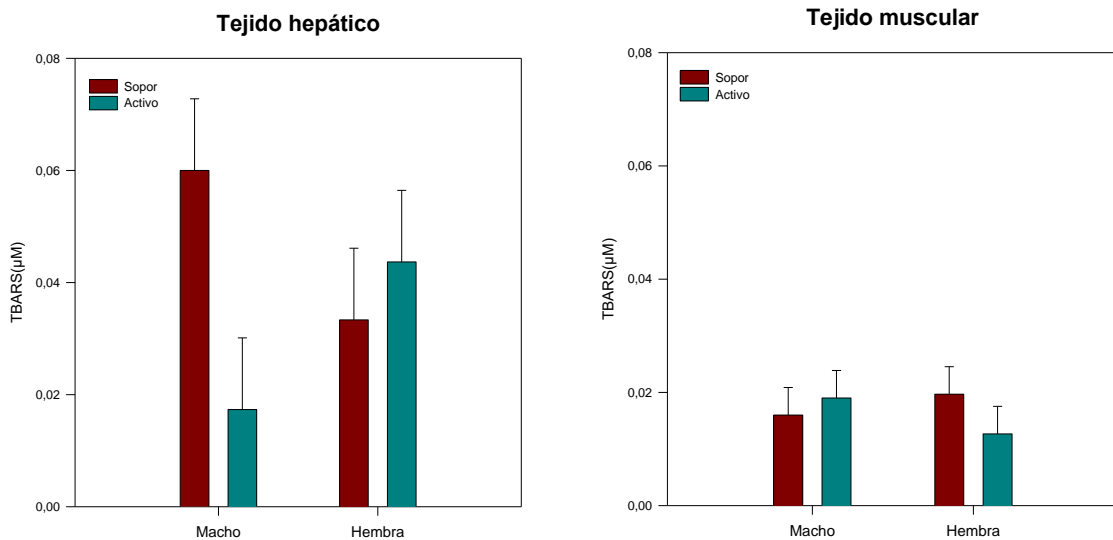 Tejido hepático
0,08
0,06
0,04
0,02
0,00
TBARS(µM)
Sopor
Activo
Macho
Hembra
Tejido muscular
0,08
0,06
0,04
0,02
0,00
TBARS(µM)
Sopor
Activo
Macho
Hembra